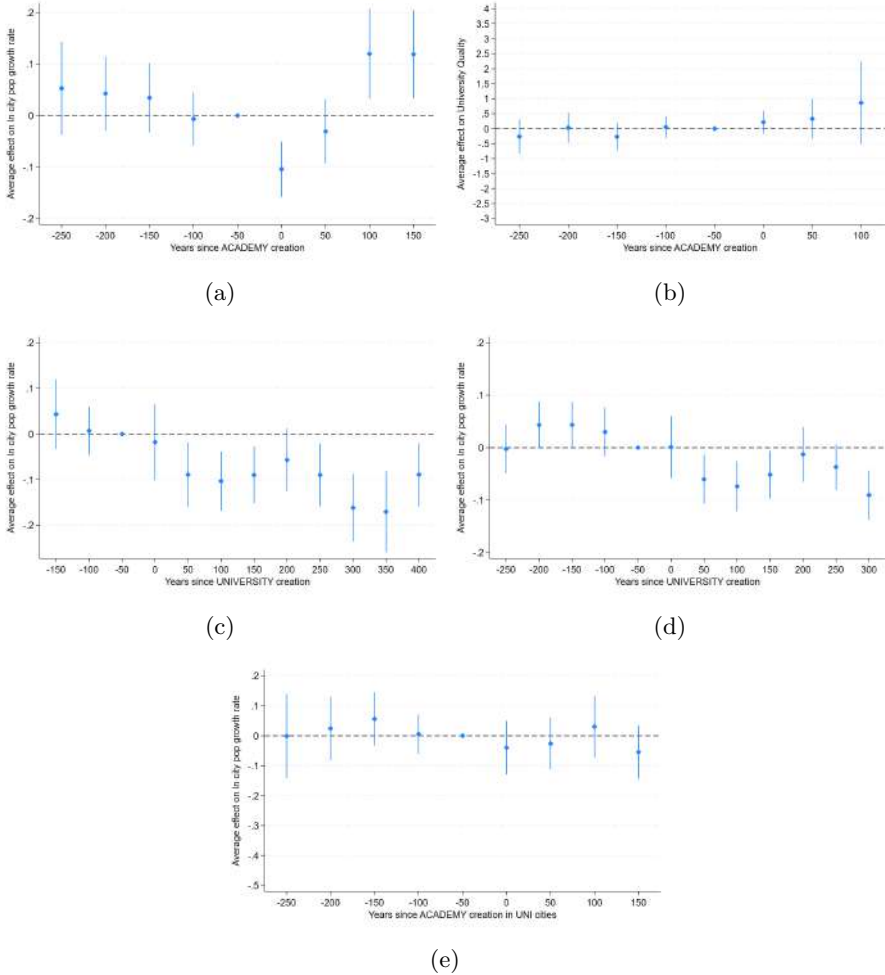 Average effect on ln city pop growth rate
.2
.1
0
-.1
-.2
-250 -200 -150 -100 -50 0 50 100 150
Years since ACADEMY creation
(a)
Average effect on University Quality
4
3.5
3
2.5
2
1.5
1
.5
0
-.5
-1
-1.5
-2
-2.5
-3
-250 -200 -150 -100 -50 0 50 100
Years since ACADEMY creation
(b)
Average effect on ln city pop growth rate
.2
.1
0
-.1
-.2
-150 -100 -50 0 50 100 150 200 250 300 350 400
Years since UNIVERSITY creation
(c)
Average effect on ln city pop growth rate
.2
.1
0
-.1
-.2
-250 -200 -150 -100 -50 0 50 100 150 200 250 300
Years since UNIVERSITY creation
(d)
Average effect on ln city pop growth rate
.2
.1
0
-.1
-.2
-.3
-.4
-.5
-250 -200 -150 -100 -50 0 50 100 150
Years since ACADEMY creation in UNI cities
(e)